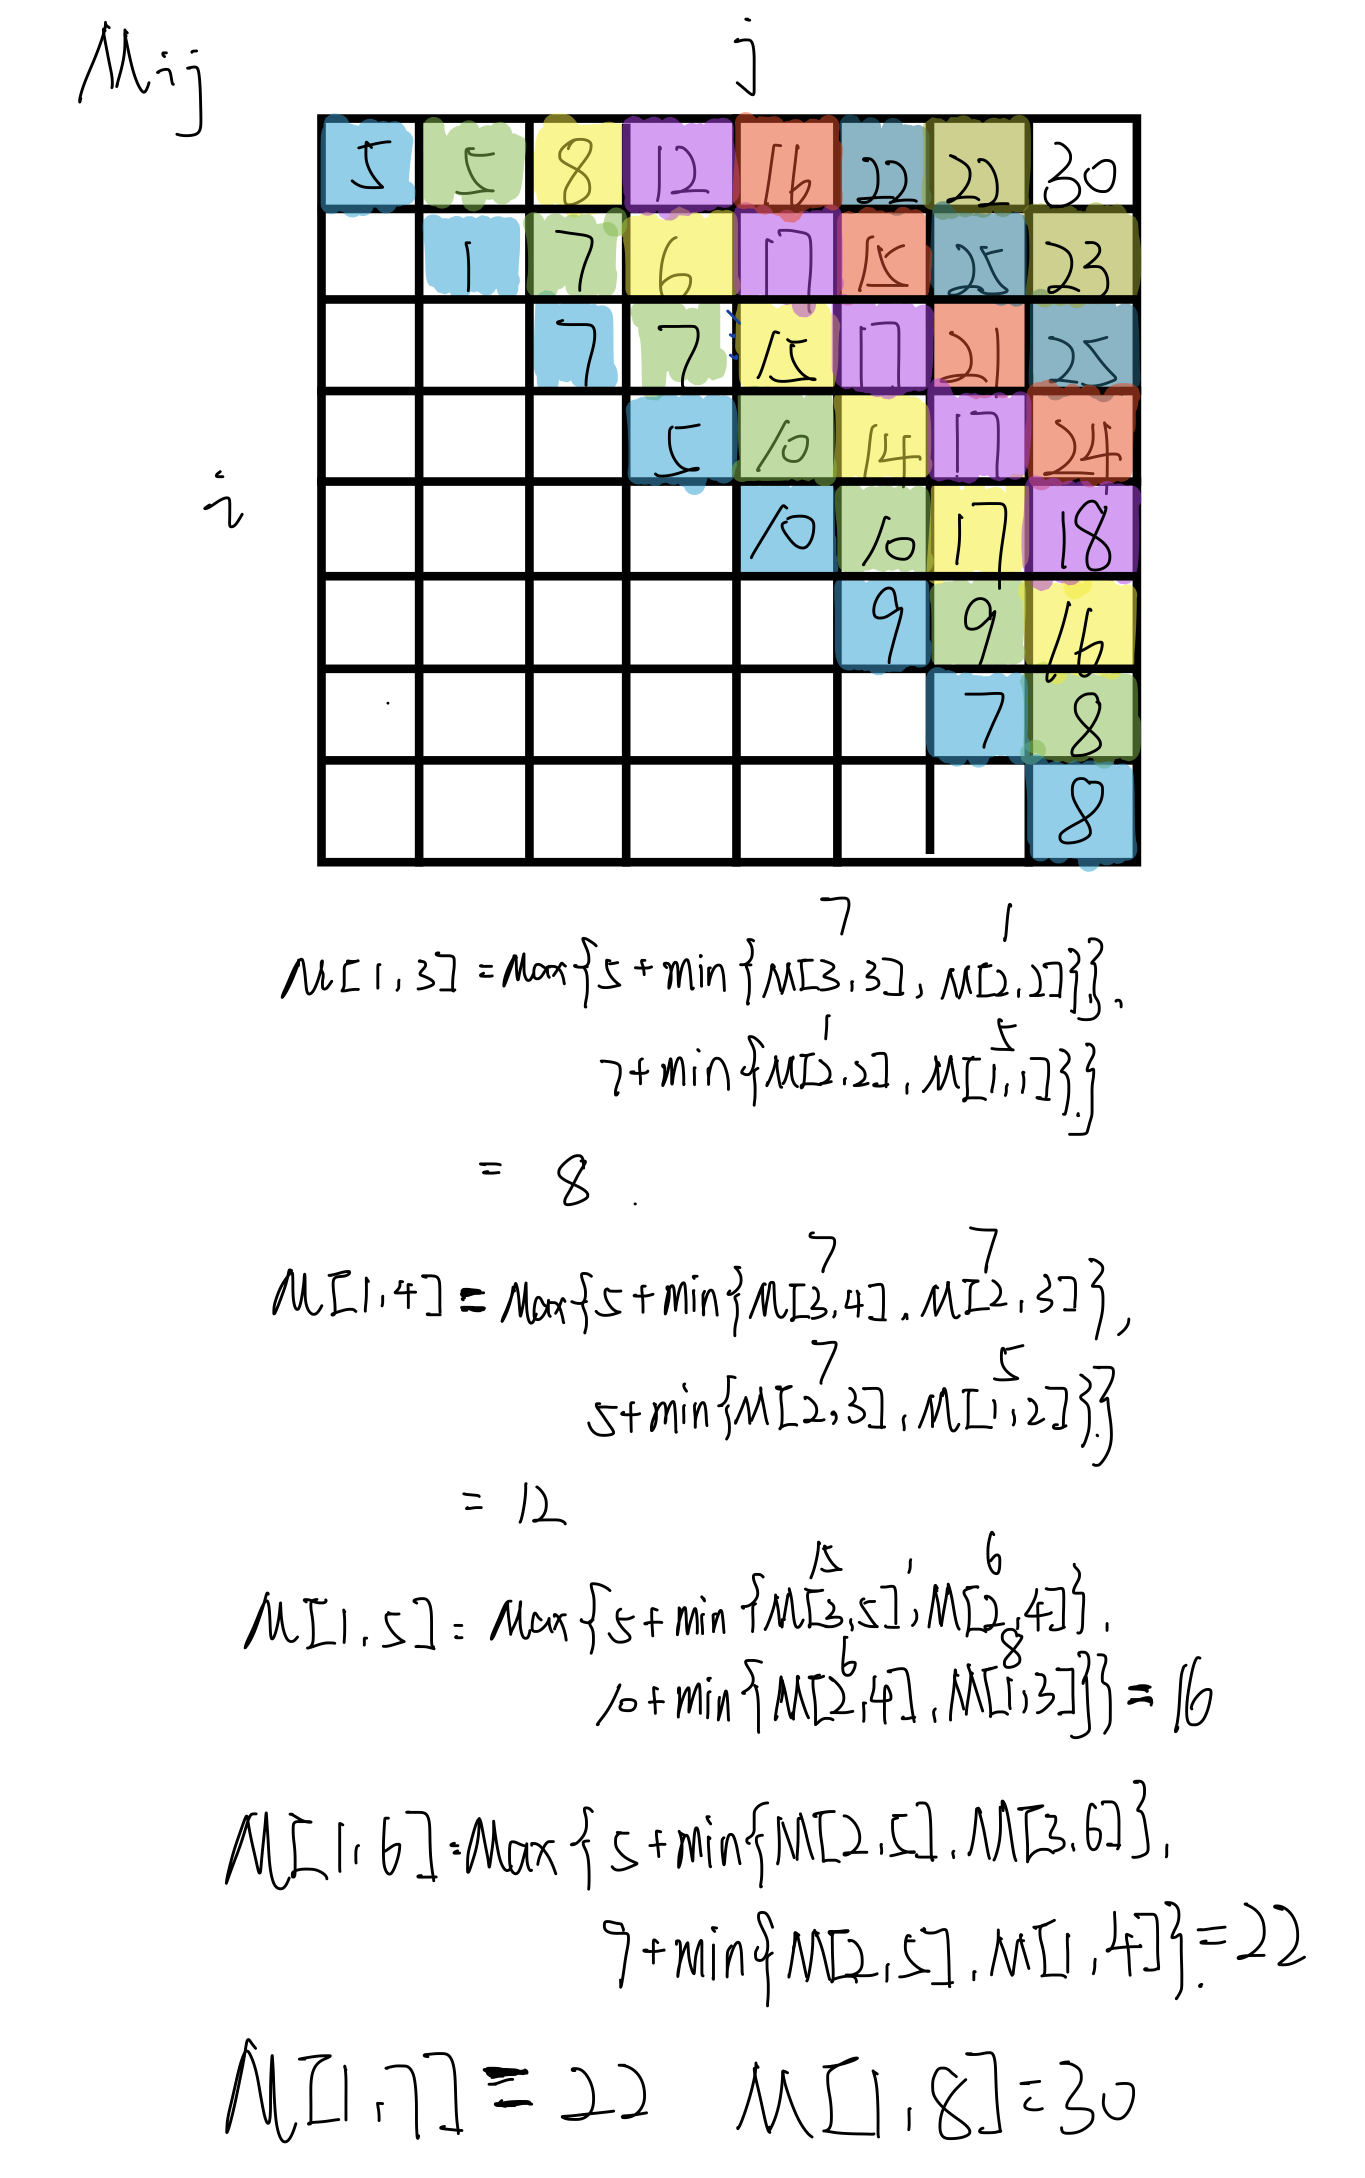 Mij
j
5 5 8 12 16 22 22 30
1 7 6 17 15 25 23
7 7 15 17 21 25
5 10 14 17 24
i
10 10 17 18
9 9 16
7 8
8
7 1
M[1,3] = Max{5+min{M[3,3], M[2,2]}},
1 5
7+min{M[2,2], M[1,1]}.}
= 8.
7 7
M[1,4] = Max{5+min{M[3,4], M[2,3]},
7 5
5+min{M[2,3], M[1,2]}.}
= 12
15 , 6
M[1,5] = Max{5+min{M[3,5], M[2,4]},
6 8
10+min{M[2,4], M[1,3]}} = 16
M[1,6] = Max{5+min{M[2,5], M[3,6]},
9+min{M[2,5], M[1,4]}. = 22
M[1,7] = 22 M[1,8] = 30